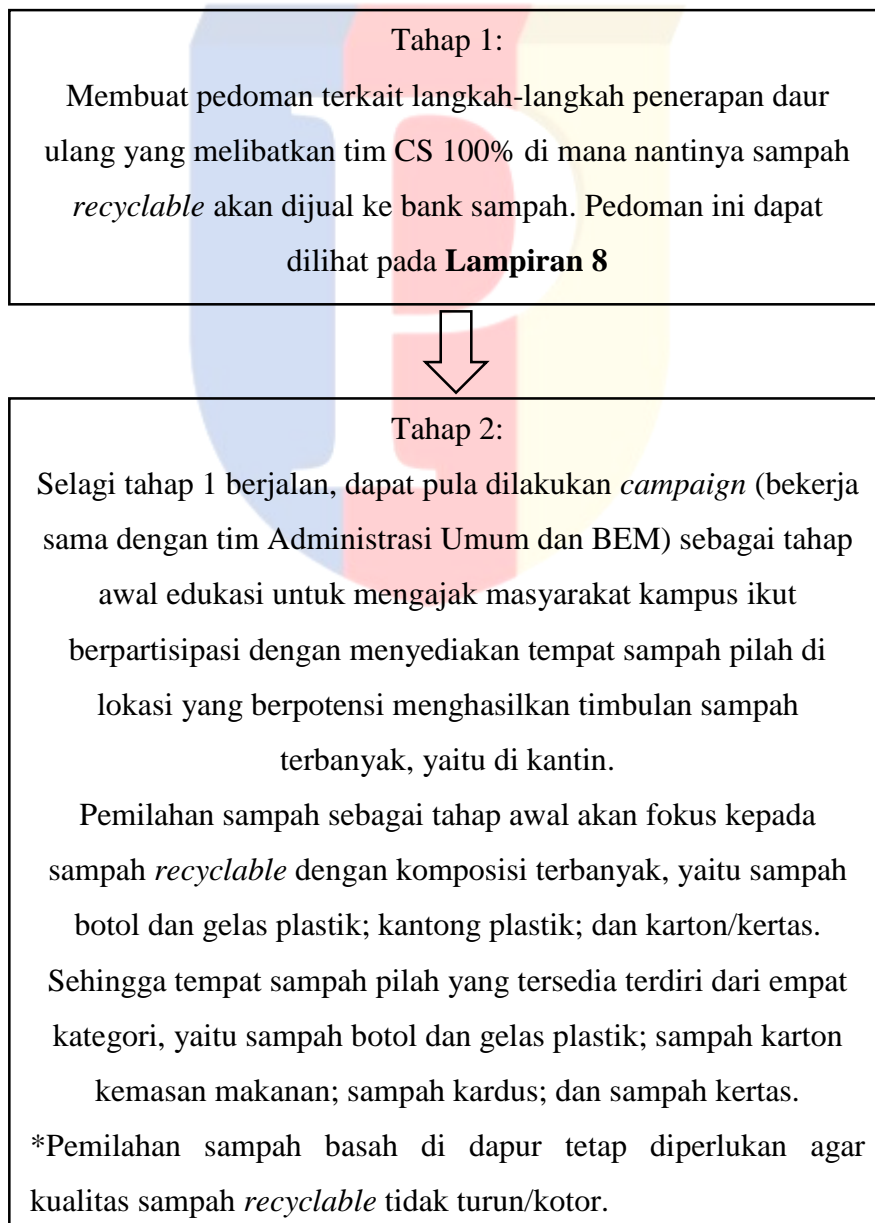 Tahap 1:
Membuat pedoman terkait langkah-langkah penerapan daur
ulang yang melibatkan tim CS 100% di mana nantinya sampah
recyclable akan dijual ke bank sampah. Pedoman ini dapat
dilihat pada Lampiran 8
Tahap 2:
Selagi tahap 1 berjalan, dapat pula dilakukan campaign (bekerja
sama dengan tim Administrasi Umum dan BEM) sebagai tahap
awal edukasi untuk mengajak masyarakat kampus ikut
berpartisipasi dengan menyediakan tempat sampah pilah di
lokasi yang berpotensi menghasilkan timbulan sampah
terbanyak, yaitu di kantin.
Pemilahan sampah sebagai tahap awal akan fokus kepada
sampah recyclable dengan komposisi terbanyak, yaitu sampah
botol dan gelas plastik; kantong plastik; dan karton/kertas.
Sehingga tempat sampah pilah yang tersedia terdiri dari empat
kategori, yaitu sampah botol dan gelas plastik; sampah karton
kemasan makanan; sampah kardus; dan sampah kertas.
*Pemilahan sampah basah di dapur tetap diperlukan agar
kualitas sampah recyclable tidak turun/kotor.